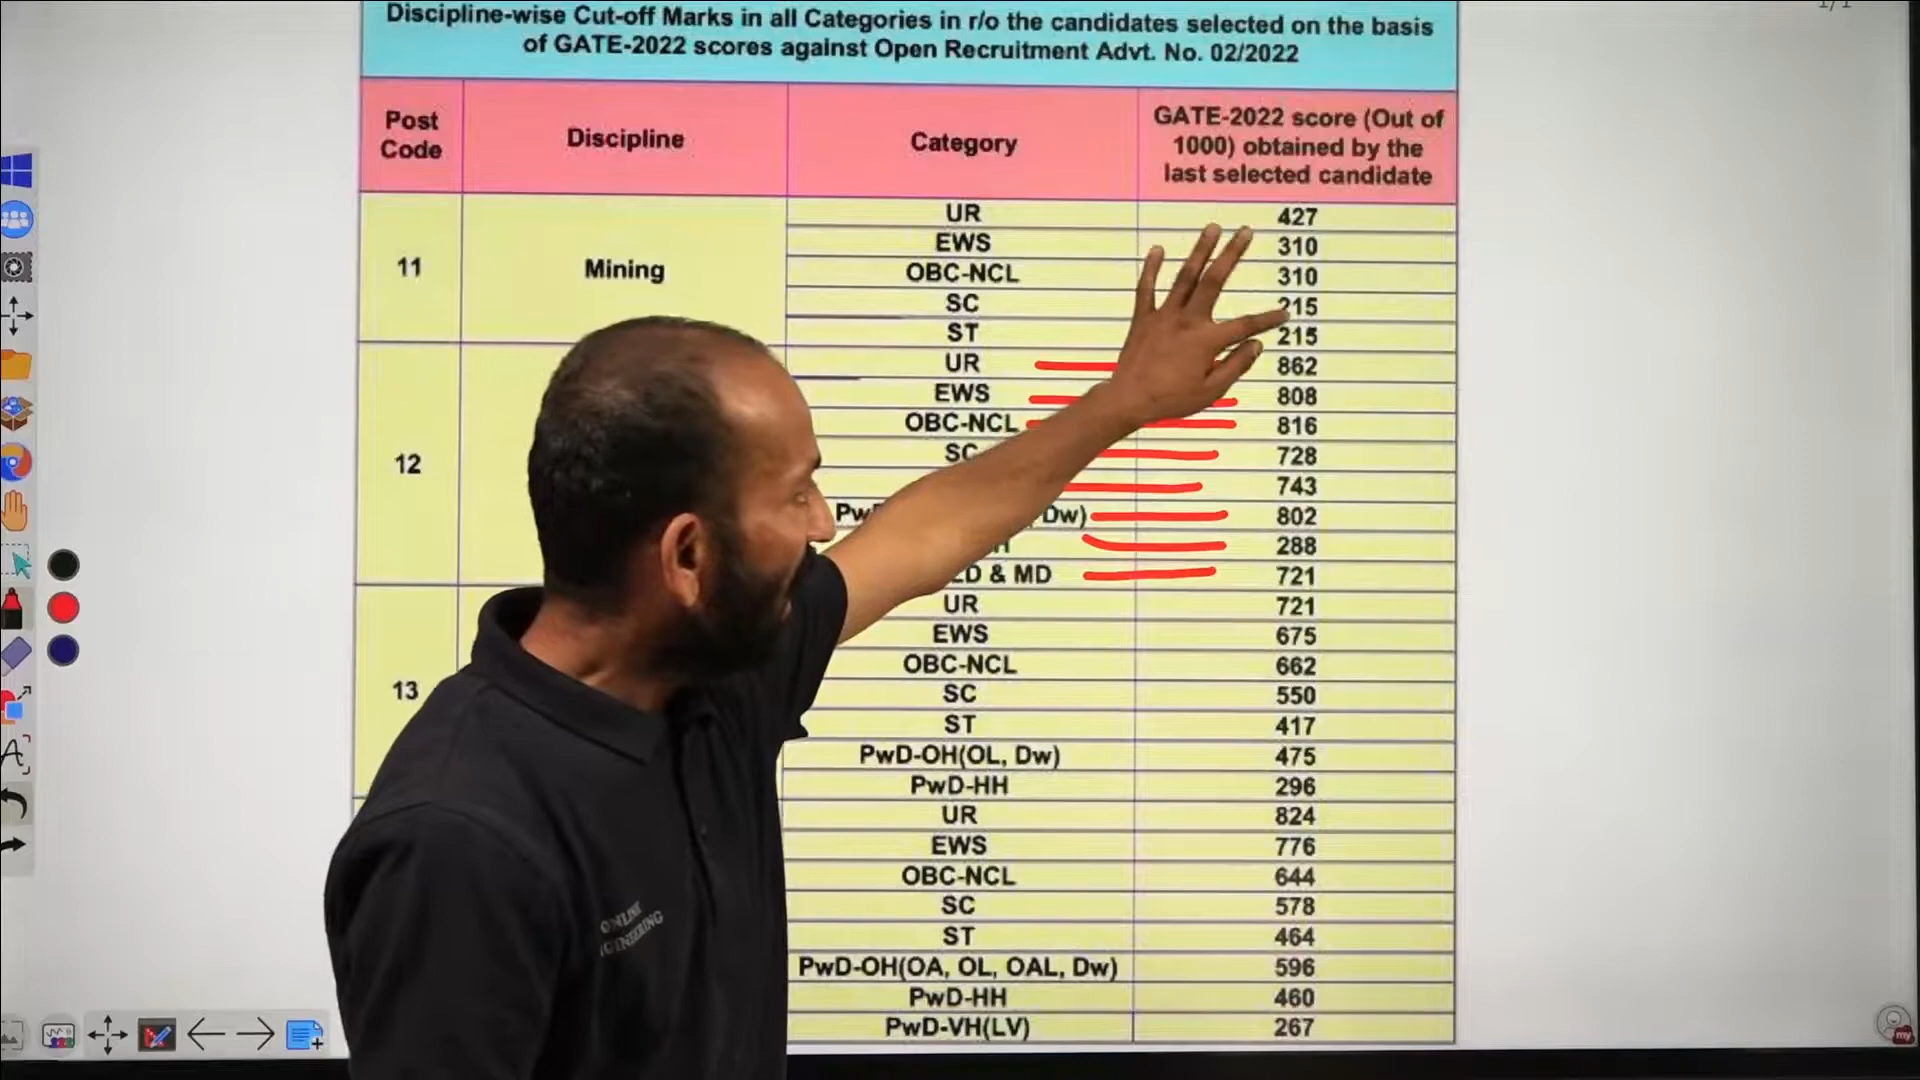 1/1
Discipline-wise Cut-off Marks in all Categories in r/o the candidates selected on the basis
of GATE-2022 scores against Open Recruitment Advt. No. 02/2022
Post Code Discipline Category GATE-2022 score (Out of 1000) obtained by the last selected candidate
11 Mining
UR 427
EWS 310
OBC-NCL 310
SC 215
ST 215
12
UR 862
EWS 808
OBC-NCL 816
SC 728
743
Dw) 802
288
& MD 721
13
UR 721
EWS 675
OBC-NCL 662
SC 550
ST 417
PwD-OH(OL, Dw) 475
PwD-HH 296
UR 824
EWS 776
OBC-NCL 644
SC 578
ST 464
PwD-OH(OA, OL, OAL, Dw) 596
PwD-HH 460
PwD-VH(LV) 267
my